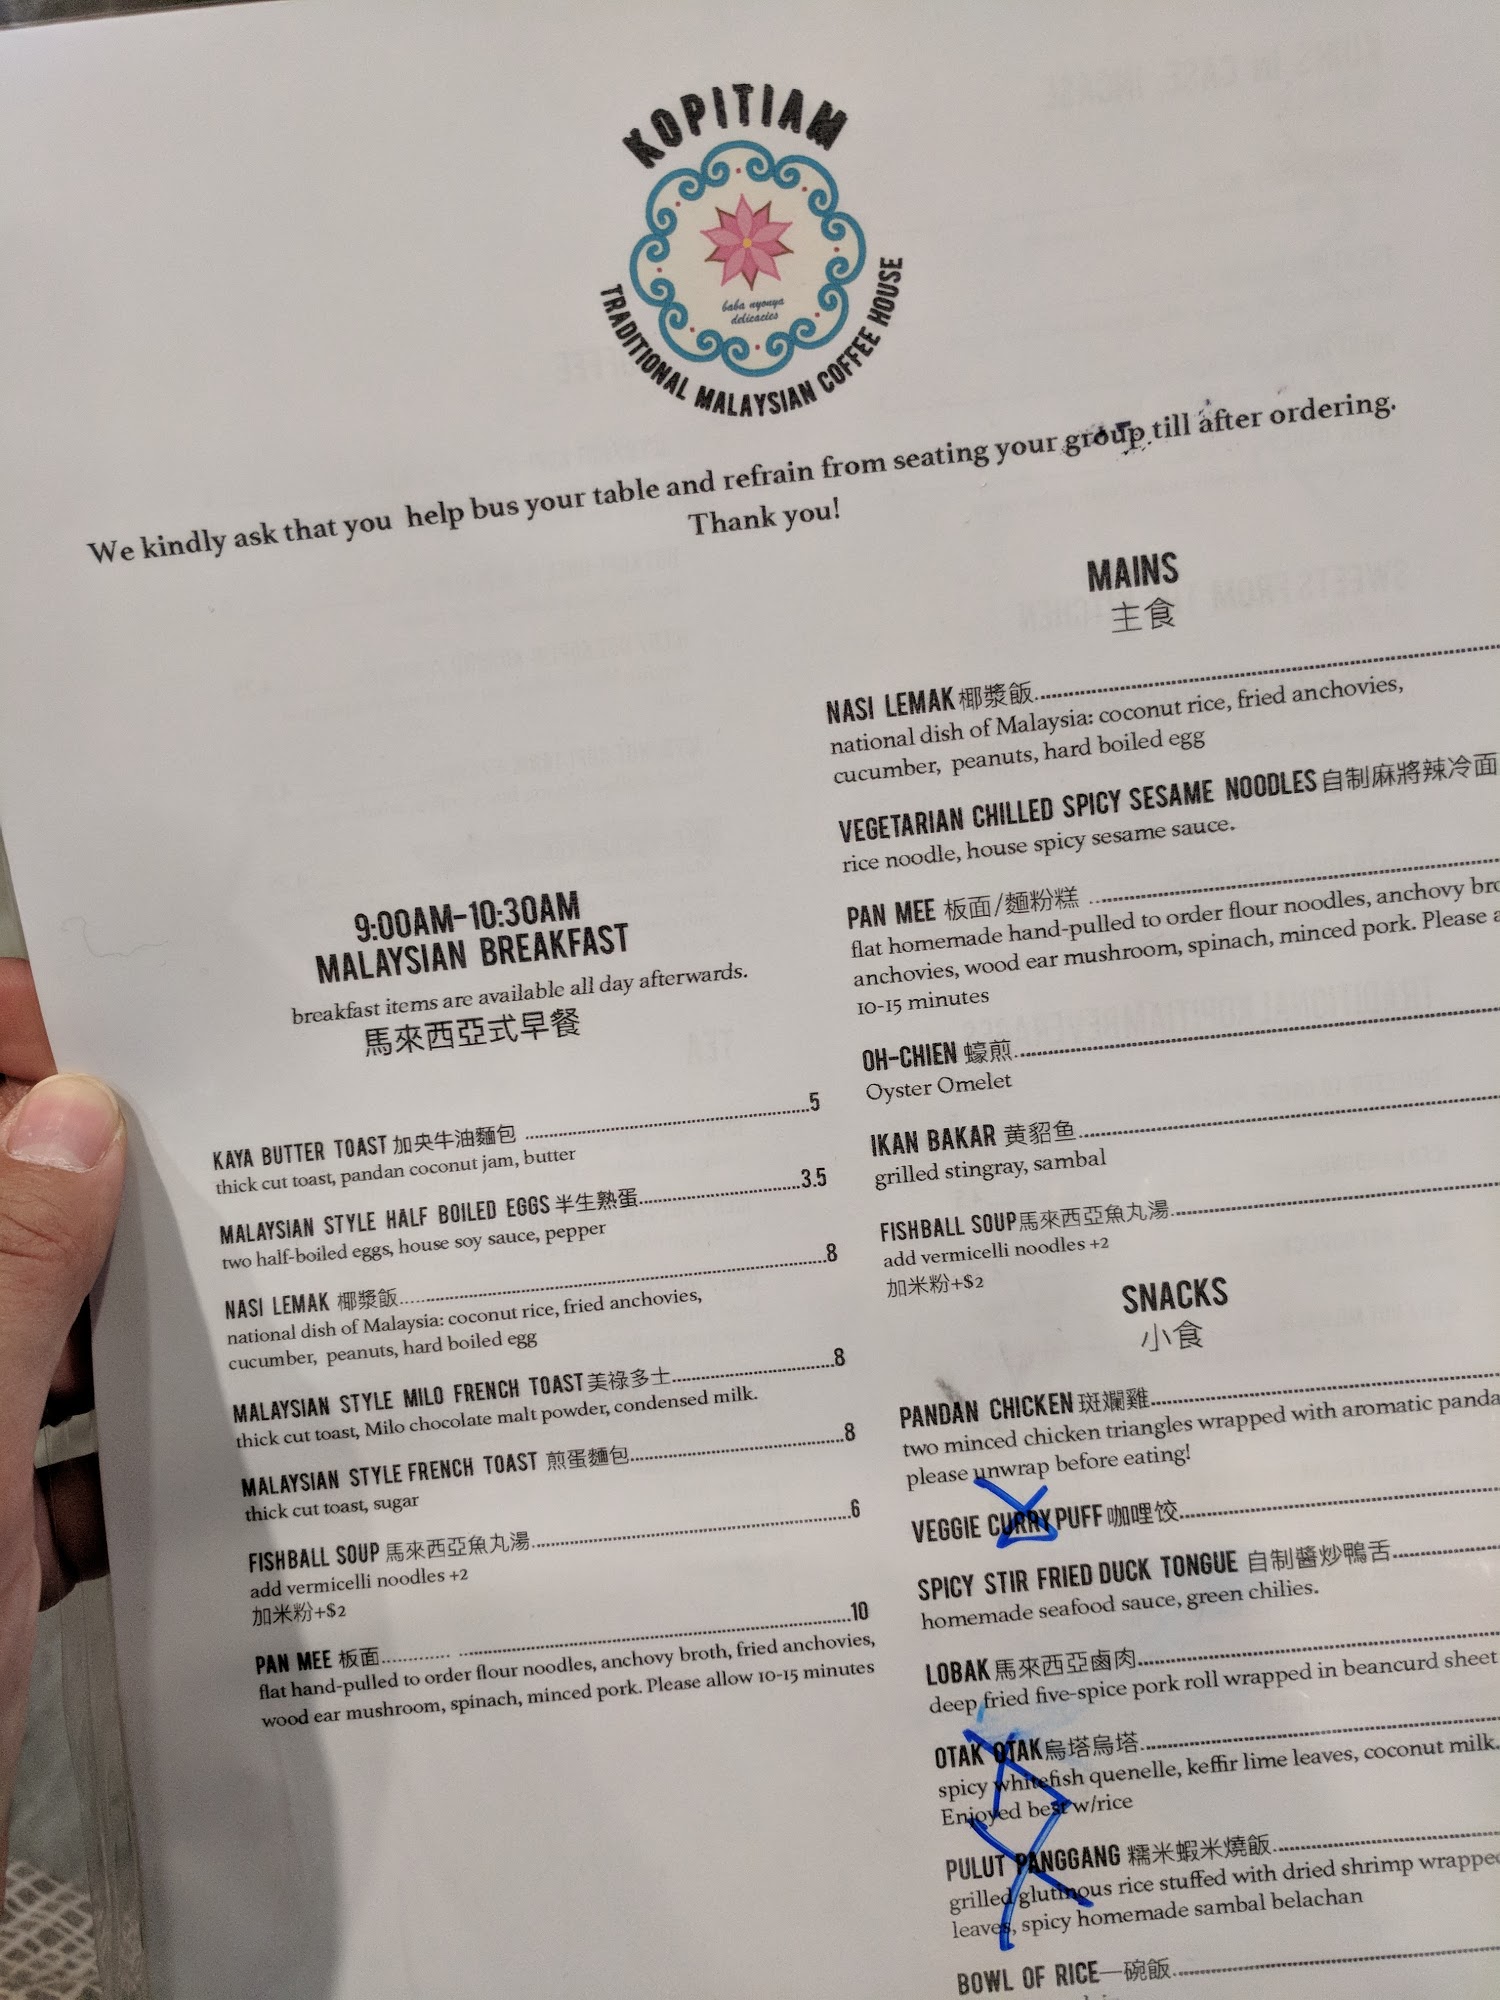 KOPITIAM
baba nyonya
delicacies
TRADITIONAL MALAYSIAN COFFEE HOUSE
We kindly ask that you help bus your table and refrain from seating your group till after ordering.
Thank you!
9:00AM-10:30AM
MALAYSIAN BREAKFAST
breakfast items are available all day afterwards.
馬來西亞式早餐
KAYA BUTTER TOAST 加央牛油麵包 ........5
thick cut toast, pandan coconut jam, butter
MALAYSIAN STYLE HALF BOILED EGGS 半生熟蛋........3.5
two half-boiled eggs, house soy sauce, pepper
NASI LEMAK 椰漿飯........8
national dish of Malaysia: coconut rice, fried anchovies,
cucumber, peanuts, hard boiled egg
MALAYSIAN STYLE MILO FRENCH TOAST 美祿多士........8
thick cut toast, Milo chocolate malt powder, condensed milk.
MALAYSIAN STYLE FRENCH TOAST 煎蛋麵包........8
thick cut toast, sugar
FISHBALL SOUP 馬來西亞魚丸湯........6
add vermicelli noodles +2
加米粉+$2
PAN MEE 板面........10
flat hand-pulled to order flour noodles, anchovy broth, fried anchovies,
wood ear mushroom, spinach, minced pork. Please allow 10-15 minutes
MAINS
主食
NASI LEMAK 椰漿飯........
national dish of Malaysia: coconut rice, fried anchovies,
cucumber, peanuts, hard boiled egg
VEGETARIAN CHILLED SPICY SESAME NOODLES 自制麻將辣冷面
rice noodle, house spicy sesame sauce.
PAN MEE 板面/麵粉糕 ........
flat homemade hand-pulled to order flour noodles, anchovy bro
anchovies, wood ear mushroom, spinach, minced pork. Please a
10-15 minutes
OH-CHIEN 蠔煎........
Oyster Omelet
IKAN BAKAR 黄貂鱼........
grilled stingray, sambal
FISHBALL SOUP 馬來西亞魚丸湯........
add vermicelli noodles +2
加米粉+$2
SNACKS
小食
PANDAN CHICKEN 斑斕雞........
two minced chicken triangles wrapped with aromatic panda
please unwrap before eating!
VEGGIE CURRY PUFF 咖哩饺........
SPICY STIR FRIED DUCK TONGUE 自制醬炒鴨舌........
homemade seafood sauce, green chilies.
LOBAK 馬來西亞鹵肉........
deep fried five-spice pork roll wrapped in beancurd sheet
OTAK OTAK 烏塔烏塔........
spicy whitefish quenelle, keffir lime leaves, coconut milk.
Enjoyed best w/rice
PULUT PANGGANG 糯米蝦米燒飯........
grilled glutinous rice stuffed with dried shrimp wrapped
leaves, spicy homemade sambal belachan
BOWL OF RICE 一碗飯........